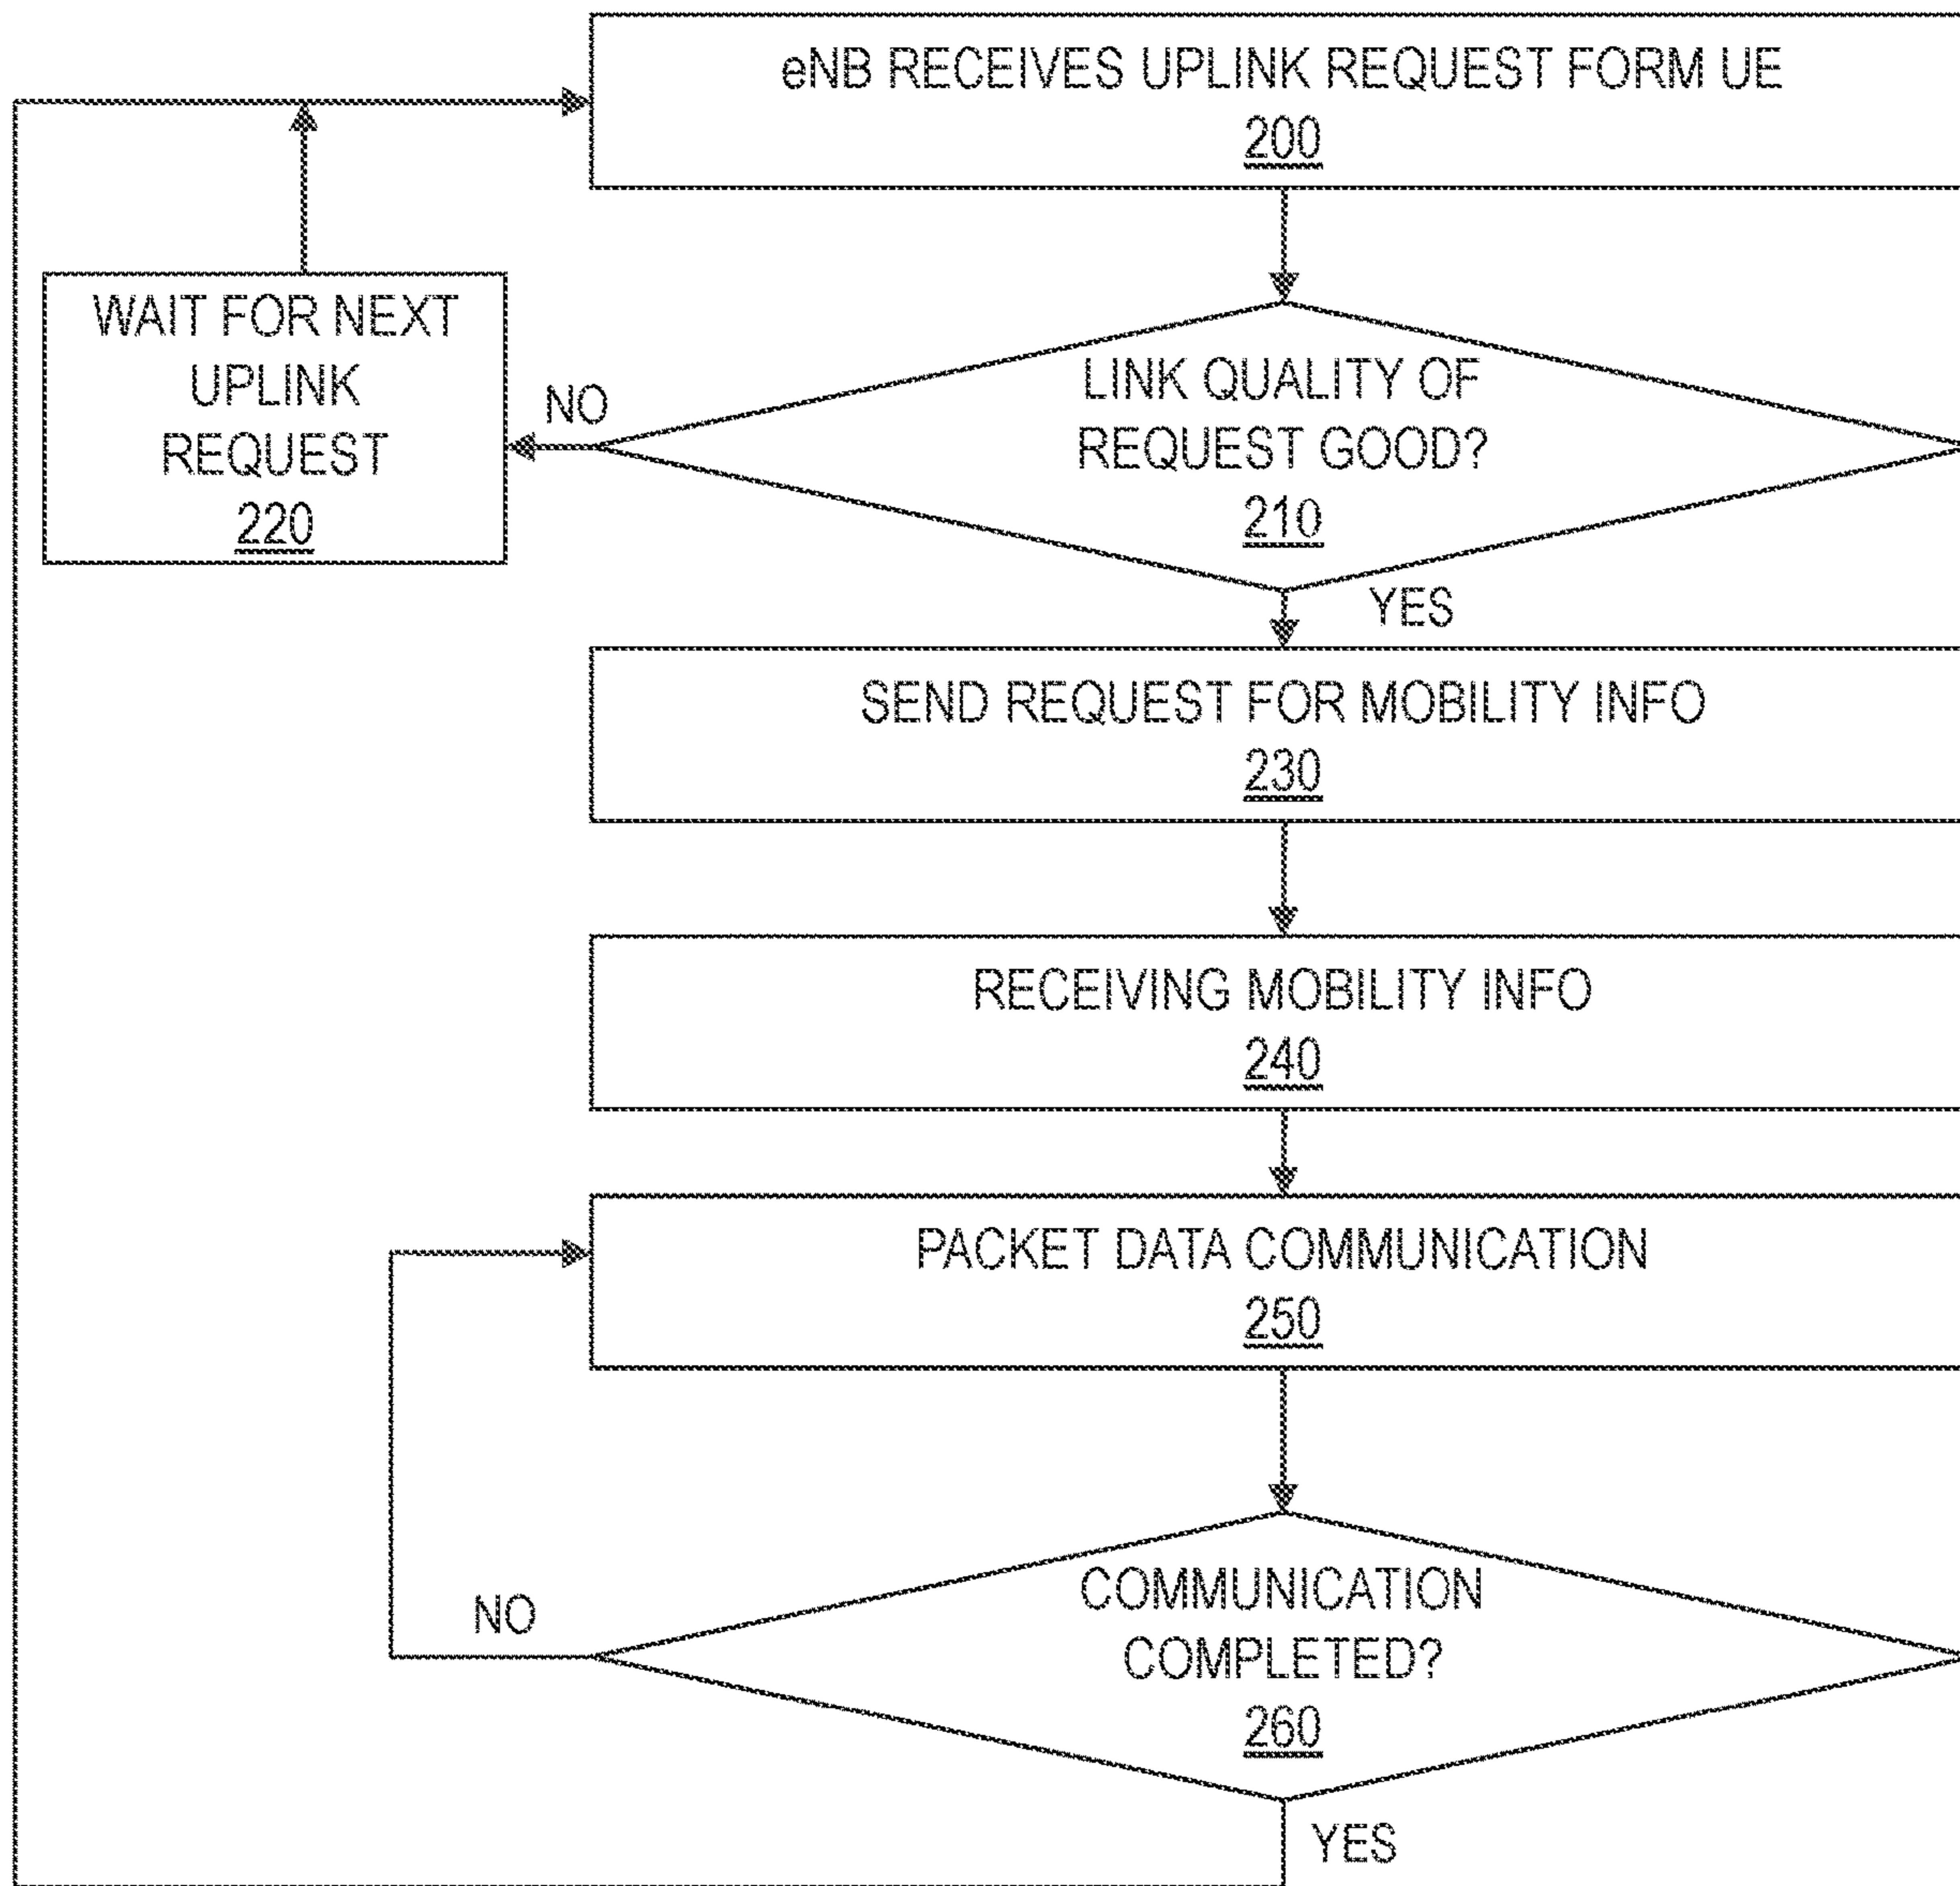 eNB RECEIVES UPLINK REQUEST FORM UE
200
WAIT FOR NEXT
UPLINK
REQUEST
220
NO
LINK QUALITY OF
REQUEST GOOD?
210
YES
SEND REQUEST FOR MOBILITY INFO
230
RECEIVING MOBILITY INFO
240
PACKET DATA COMMUNICATION
250
NO
COMMUNICATION
COMPLETED?
260
YES